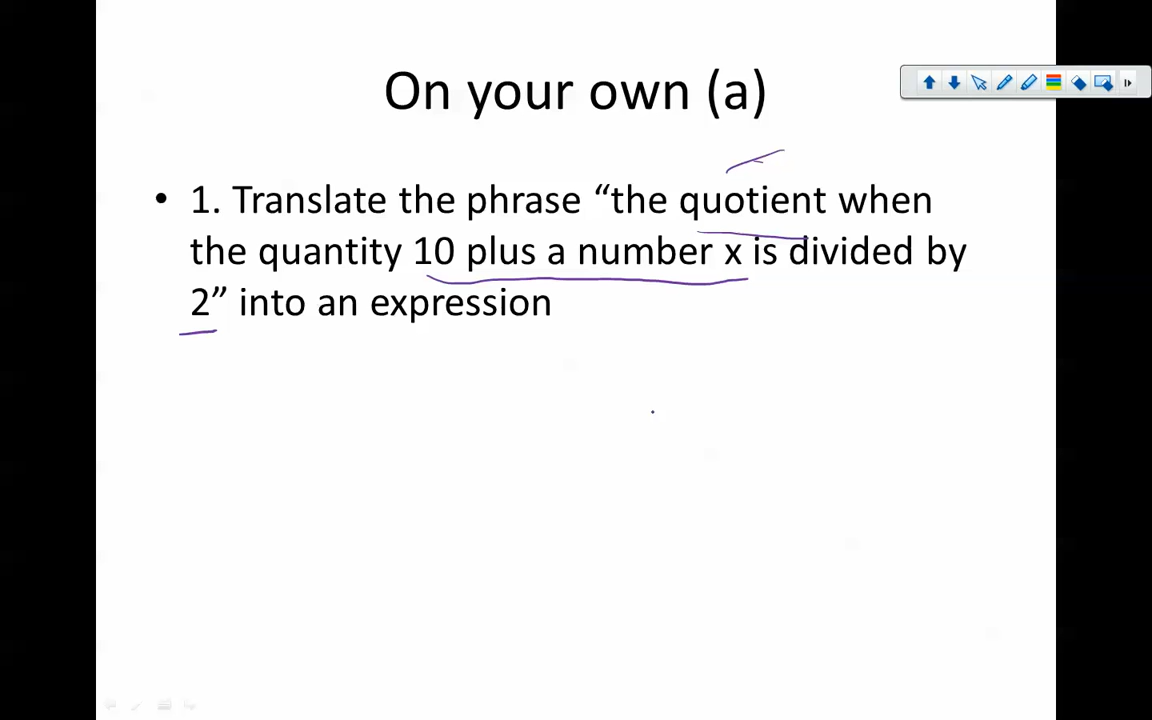 On your own (a)
• 1. Translate the phrase “the quotient when
the quantity 10 plus a number x is divided by
2” into an expression